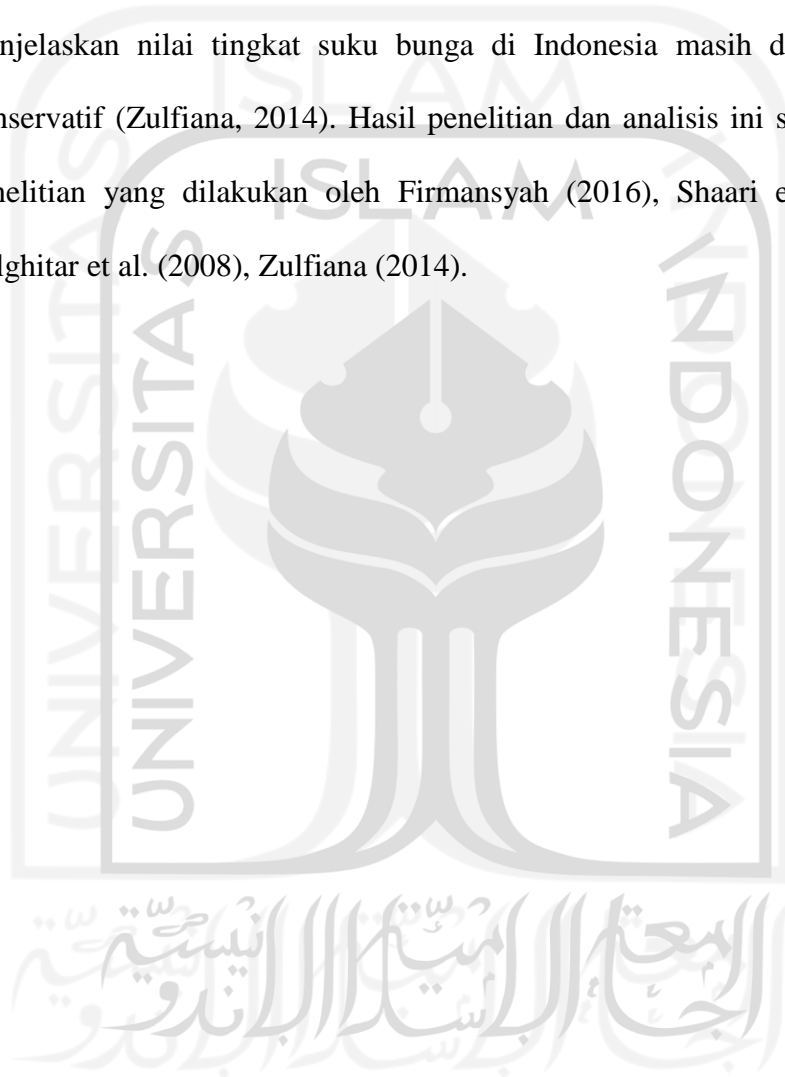 njelaskan nilai tingkat suku bunga di Indonesia masih d
nservatif (Zulfiana, 2014). Hasil penelitian dan analisis ini s
nelitian yang dilakukan oleh Firmansyah (2016), Shaari e
lghitar et al. (2008), Zulfiana (2014).
ISLAM
UNIVERSITAS
INDONESIA